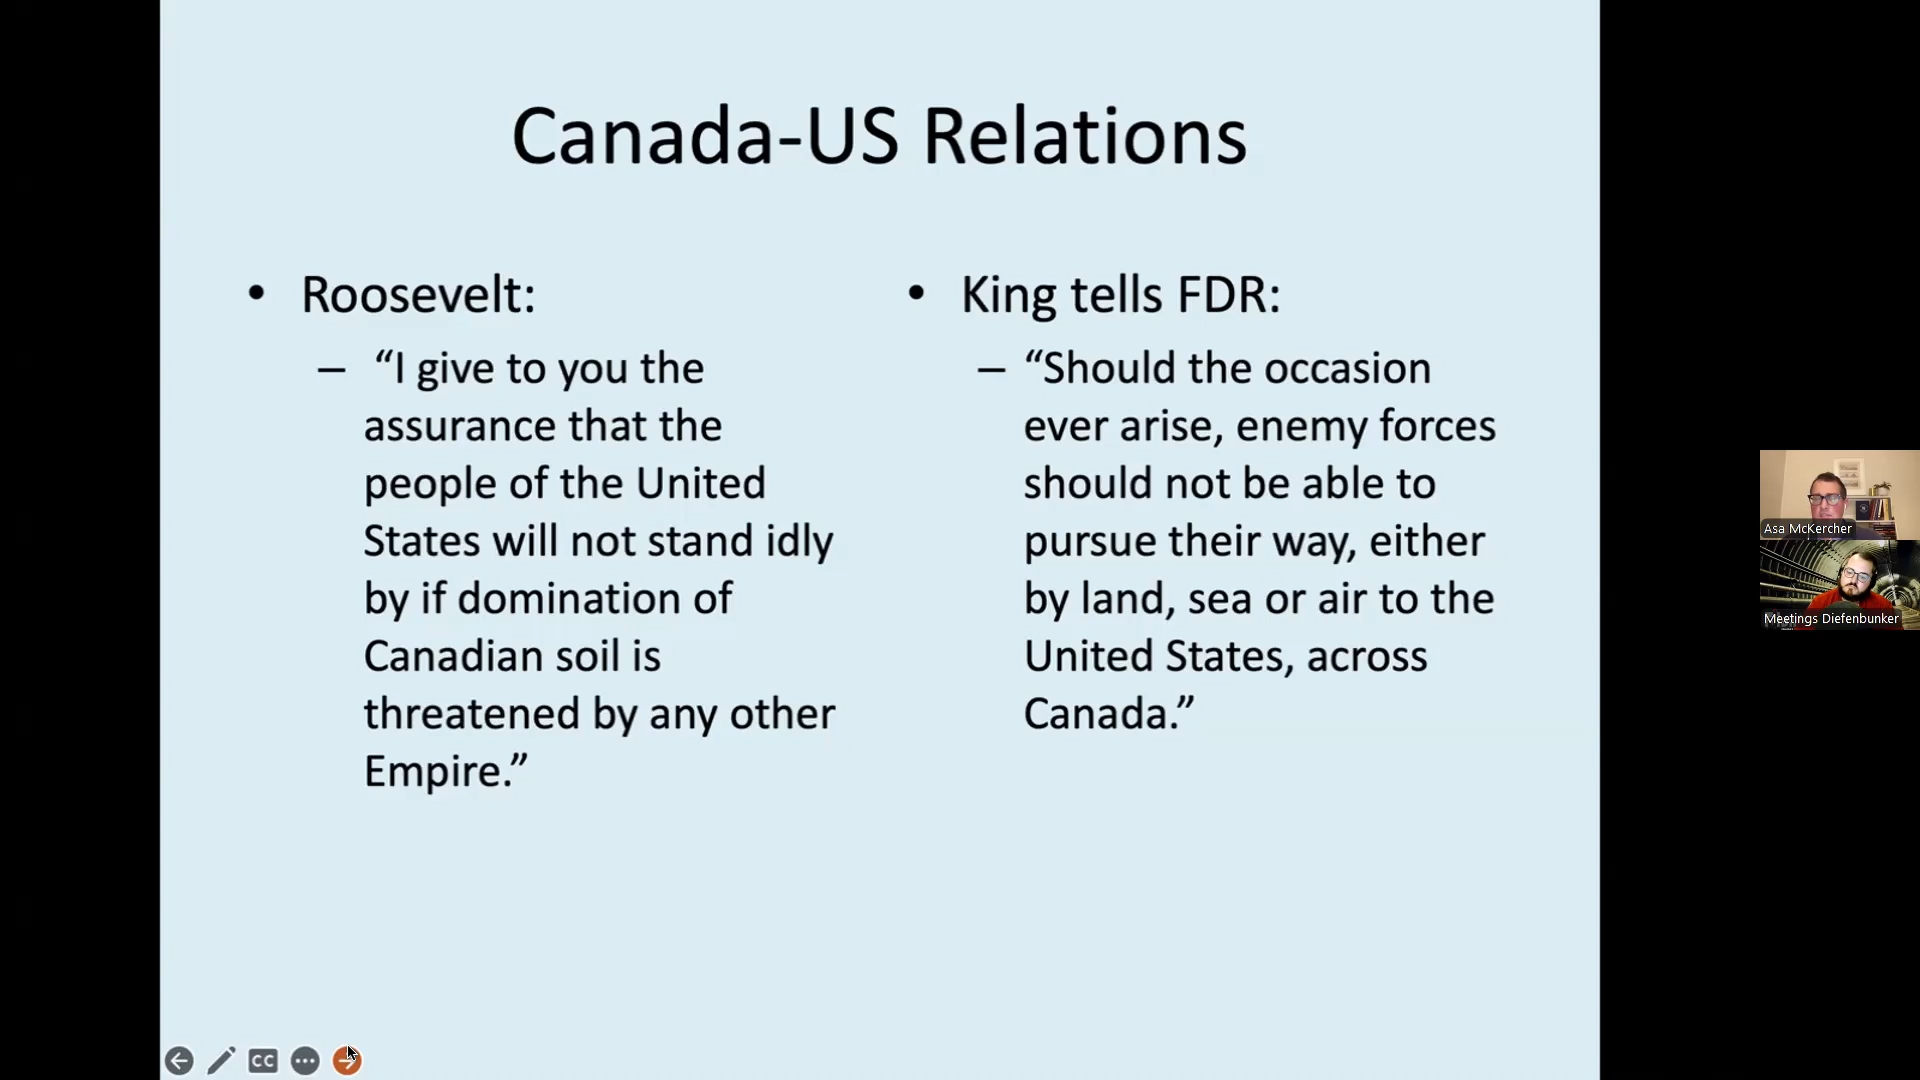 Canada-US Relations
• Roosevelt:
– “I give to you the
assurance that the
people of the United
States will not stand idly
by if domination of
Canadian soil is
threatened by any other
Empire.”
• King tells FDR:
– “Should the occasion
ever arise, enemy forces
should not be able to
pursue their way, either
by land, sea or air to the
United States, across
Canada.”
Asa McKercher
Meetings Diefenbunker
CC